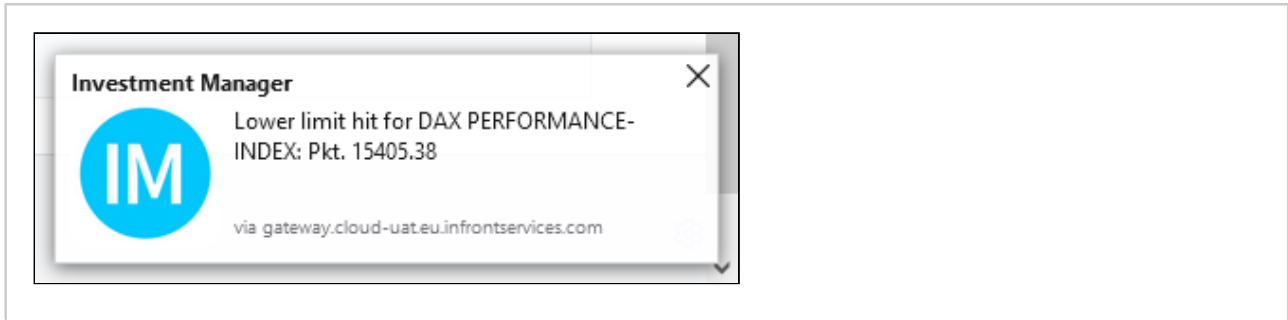 Investment Manager
IM
Lower limit hit for DAX PERFORMANCE-
INDEX: Pkt. 15405.38
via gateway.cloud-uat.eu.infrontservices.com